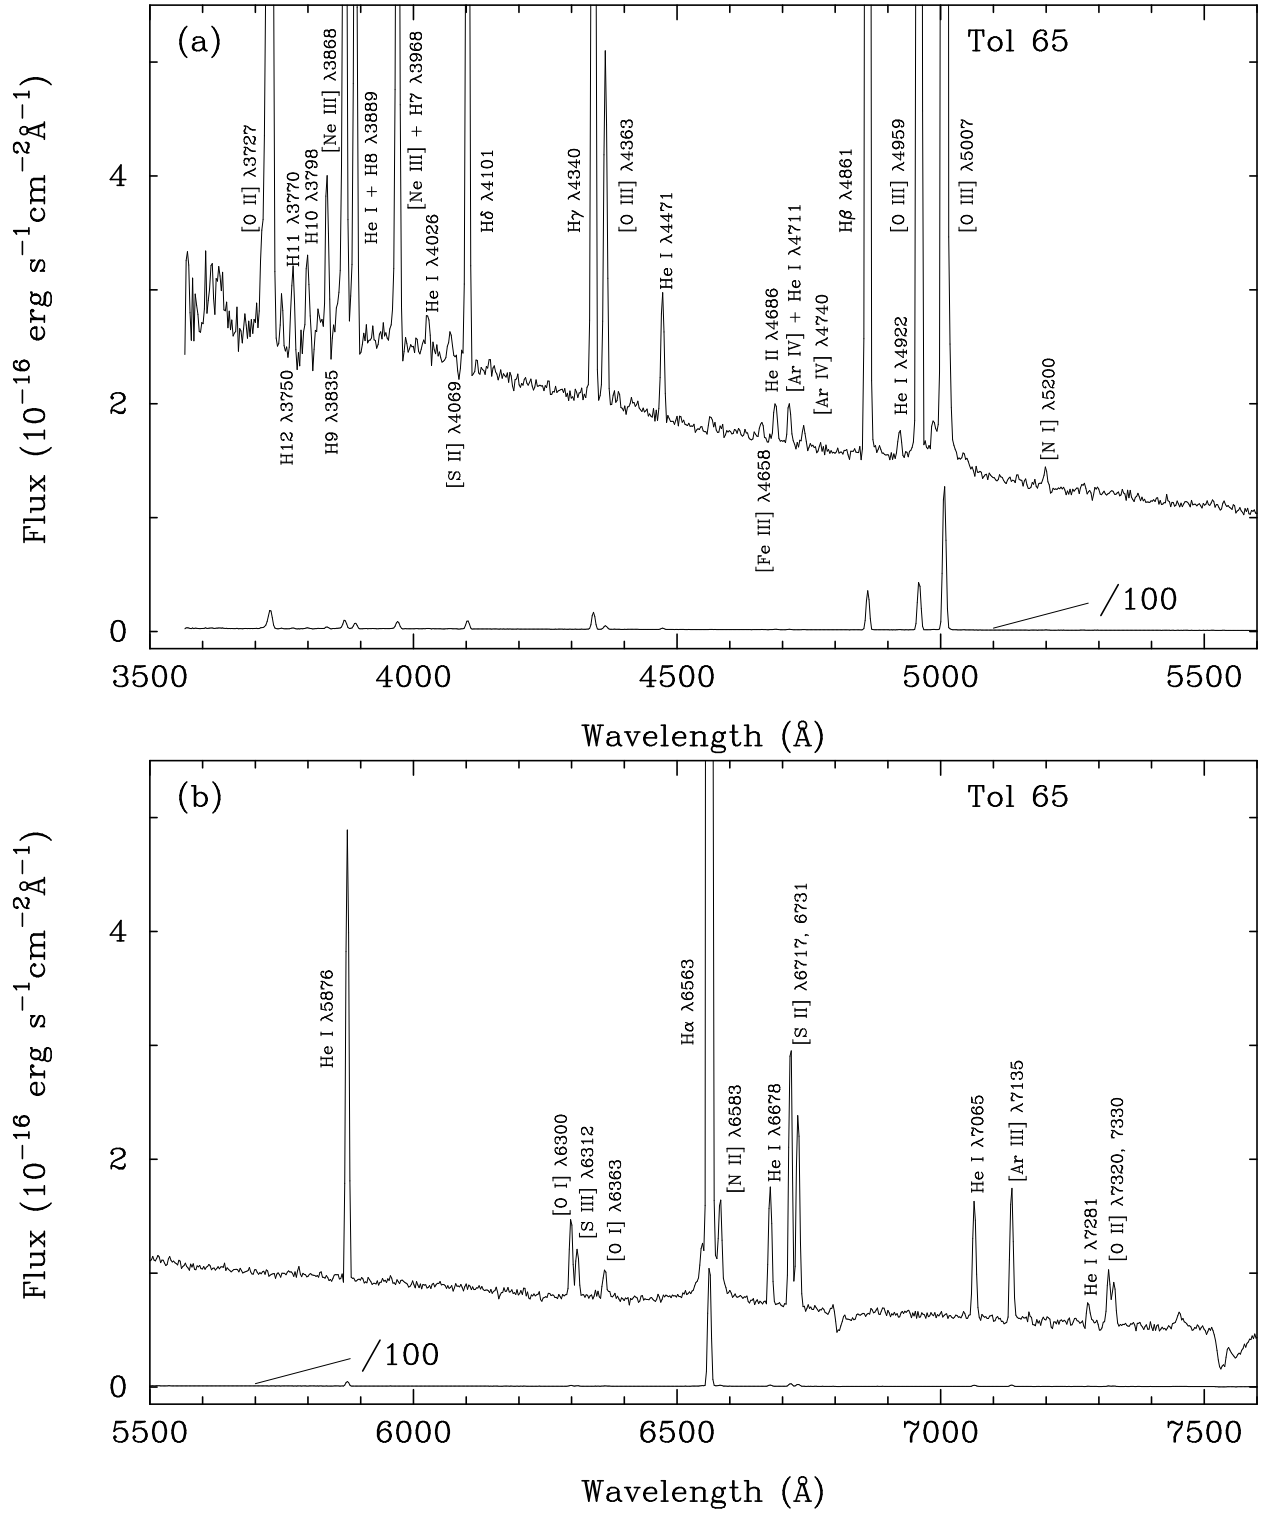 (a)
Tol 65
Flux (10⁻¹⁶ erg s⁻¹cm⁻²Å⁻¹)
4
2
0
[O II] λ3727
H12 λ3750
H11 λ3770
H10 λ3798
[Ne III] λ3868
H9 λ3835
He I + H8 λ3889
[Ne III] + H7 λ3968
He I λ4026
[S II] λ4069
Hδ λ4101
Hγ λ4340
[O III] λ4363
He I λ4471
[Fe III] λ4658
He II λ4686
[Ar IV] + He I λ4711
[Ar IV] λ4740
Hβ λ4861
[O III] λ4959
He I λ4922
[O III] λ5007
[N I] λ5200
/100
3500 4000 4500 5000 5500
Wavelength (Å)
(b)
Tol 65
Flux (10⁻¹⁶ erg s⁻¹cm⁻²Å⁻¹)
4
2
0
He I λ5876
[O I] λ6300
[S III] λ6312
[O I] λ6363
Hα λ6563
[N II] λ6583
He I λ6678
[S II] λ6717, 6731
He I λ7065
[Ar III] λ7135
He I λ7281
[O II] λ7320, 7330
/100
5500 6000 6500 7000 7500
Wavelength (Å)